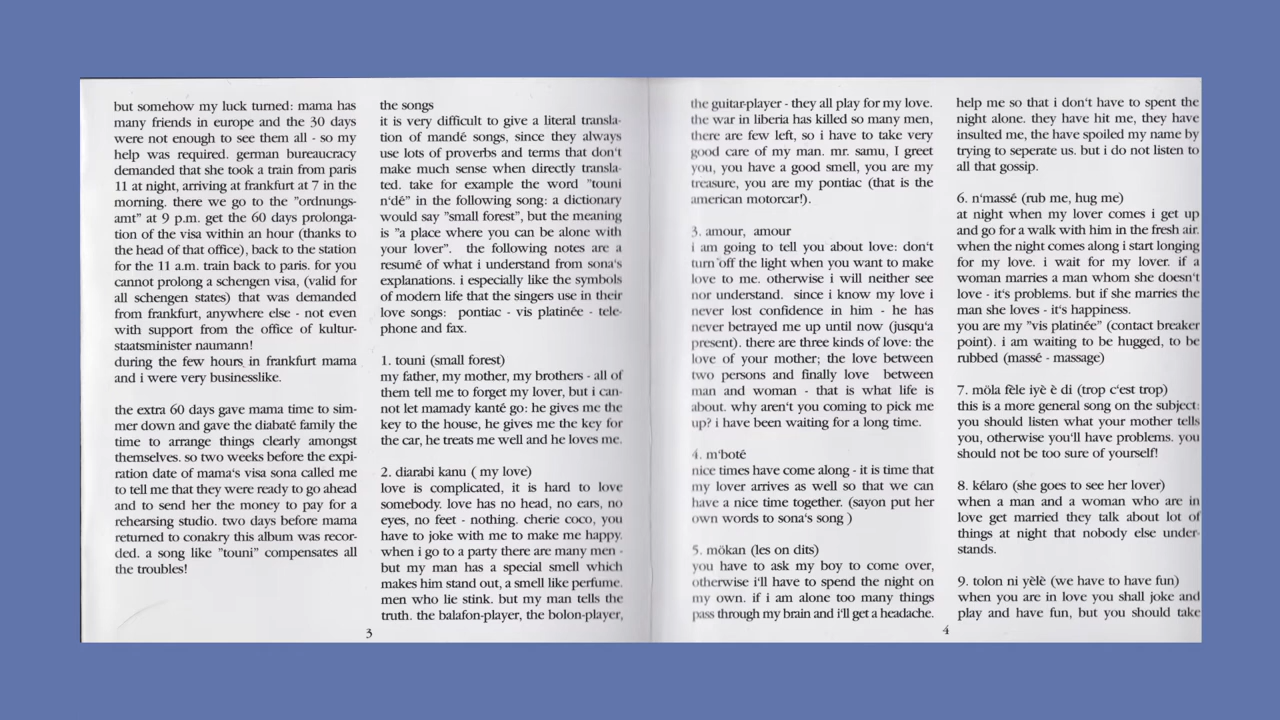 but somehow my luck turned: mama has
many friends in europe and the 30 days
were not enough to see them all - so my
help was required. german bureaucracy
demanded that she took a train from paris
11 at night, arriving at frankfurt at 7 in the
morning. there we go to the "ordnungs-
amt" at 9 p.m. get the 60 days prolonga-
tion of the visa within an hour (thanks to
the head of that office), back to the station
for the 11 a.m. train back to paris. for you
cannot prolong a schengen visa, (valid for
all schengen states) that was demanded
from frankfurt, anywhere else - not even
with support from the office of kultur-
staatsminister naumann!
during the few hours in frankfurt mama
and i were very businesslike.
the extra 60 days gave mama time to sim-
mer down and gave the diabaté family the
time to arrange things clearly amongst
themselves. so two weeks before the expi-
ration date of mama's visa sona called me
to tell me that they were ready to go ahead
and to send her the money to pay for a
rehearsing studio. two days before mama
returned to conakry this album was recor-
ded. a song like "touni" compensates all
the troubles!
the songs
it is very difficult to give a literal transla-
tion of mandé songs, since they always
use lots of proverbs and terms that don't
make much sense when directly transla-
ted. take for example the word "touni
n'dé" in the following song: a dictionary
would say "small forest", but the meaning
is "a place where you can be alone with
your lover". the following notes are a
resumé of what i understand from sona's
explanations. i especially like the symbols
of modern life that the singers use in their
love songs: pontiac - vis platinée - tele-
phone and fax.
1. touni (small forest)
my father, my mother, my brothers - all of
them tell me to forget my lover, but i can-
not let mamady kanté go: he gives me the
key to the house, he gives me the key for
the car, he treats me well and he loves me.
2. diarabi kanu ( my love)
love is complicated, it is hard to love
somebody. love has no head, no ears, no
eyes, no feet - nothing. cherie coco, you
have to joke with me to make me happy.
when i go to a party there are many men -
but my man has a special smell which
makes him stand out, a smell like perfume.
men who lie stink. but my man tells the
truth. the balafon-player, the bolon-player,
3
the guitar-player - they all play for my love.
the war in liberia has killed so many men,
there are few left, so i have to take very
good care of my man. mr. samu, I greet
you, you have a good smell, you are my
treasure, you are my pontiac (that is the
american motorcar!).
3. amour, amour
i am going to tell you about love: don't
turn off the light when you want to make
love to me. otherwise i will neither see
nor understand. since i know my love i
never lost confidence in him - he has
never betrayed me up until now (jusqu'a
present). there are three kinds of love: the
love of your mother; the love between
two persons and finally love between
man and woman - that is what life is
about. why aren't you coming to pick me
up? i have been waiting for a long time.
4. m'boté
nice times have come along - it is time that
my lover arrives as well so that we can
have a nice time together. (sayon put her
own words to sona's song )
5. mökan (les on dits)
you have to ask my boy to come over,
otherwise i'll have to spend the night on
my own. if i am alone too many things
pass through my brain and i'll get a headache.
help me so that i don't have to spent the
night alone. they have hit me, they have
insulted me, the have spoiled my name by
trying to seperate us. but i do not listen to
all that gossip.
6. n'massé (rub me, hug me)
at night when my lover comes i get up
and go for a walk with him in the fresh air.
when the night comes along i start longing
for my love. i wait for my lover. if a
woman marries a man whom she doesn't
love - it's problems. but if she marries the
man she loves - it's happiness.
you are my "vis platinée" (contact breaker
point). i am waiting to be hugged, to be
rubbed (massé - massage)
7. möla fèle iyè è di (trop c'est trop)
this is a more general song on the subject:
you should listen what your mother tells
you, otherwise you'll have problems. you
should not be too sure of yourself!
8. kélaro (she goes to see her lover)
when a man and a woman who are in
love get married they talk about lot of
things at night that nobody else under-
stands.
9. tolon ni yèlè (we have to have fun)
when you are in love you shall joke and
play and have fun, but you should take
4